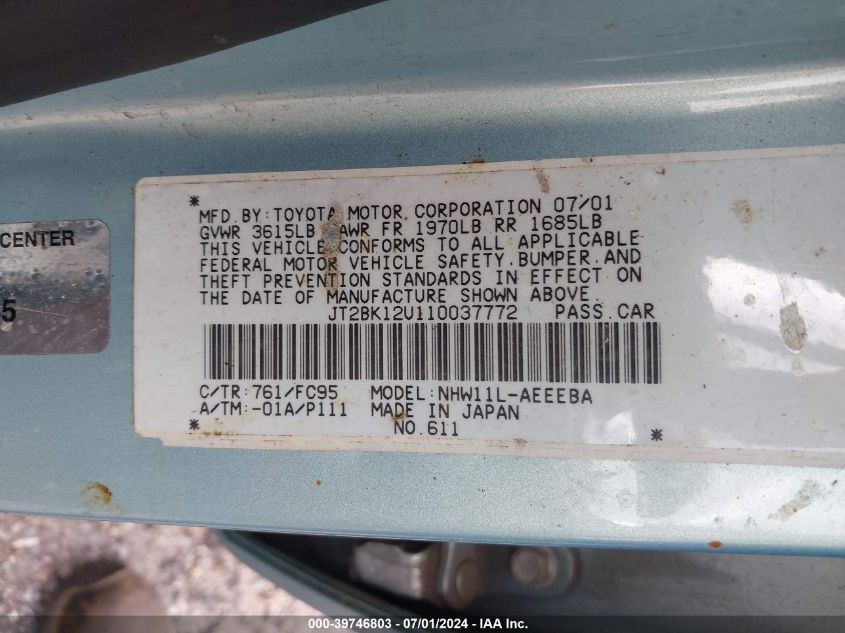 * MFD.BY:TOYOTA MOTOR CORPORATION 07/01
GVWR 3615LB AWR FR 1970LB RR 1685LB
THIS VEHICLE CONFORMS TO ALL APPLICABLE
FEDERAL MOTOR VEHICLE SAFETY.BUMPER.AND
THEFT PREVENTION STANDARDS IN EFFECT ON
THE DATE OF MANUFACTURE SHOWN ABOVE.
JT2BK12U110037772 PASS.CAR
C/TR:761/FC95 MODEL:NHW11L-AEEEBA
A/TM:-01A/P111 MADE IN JAPAN
* NO.611 *
CENTER
5
000-39746803 - 07/01/2024 - IAA Inc.